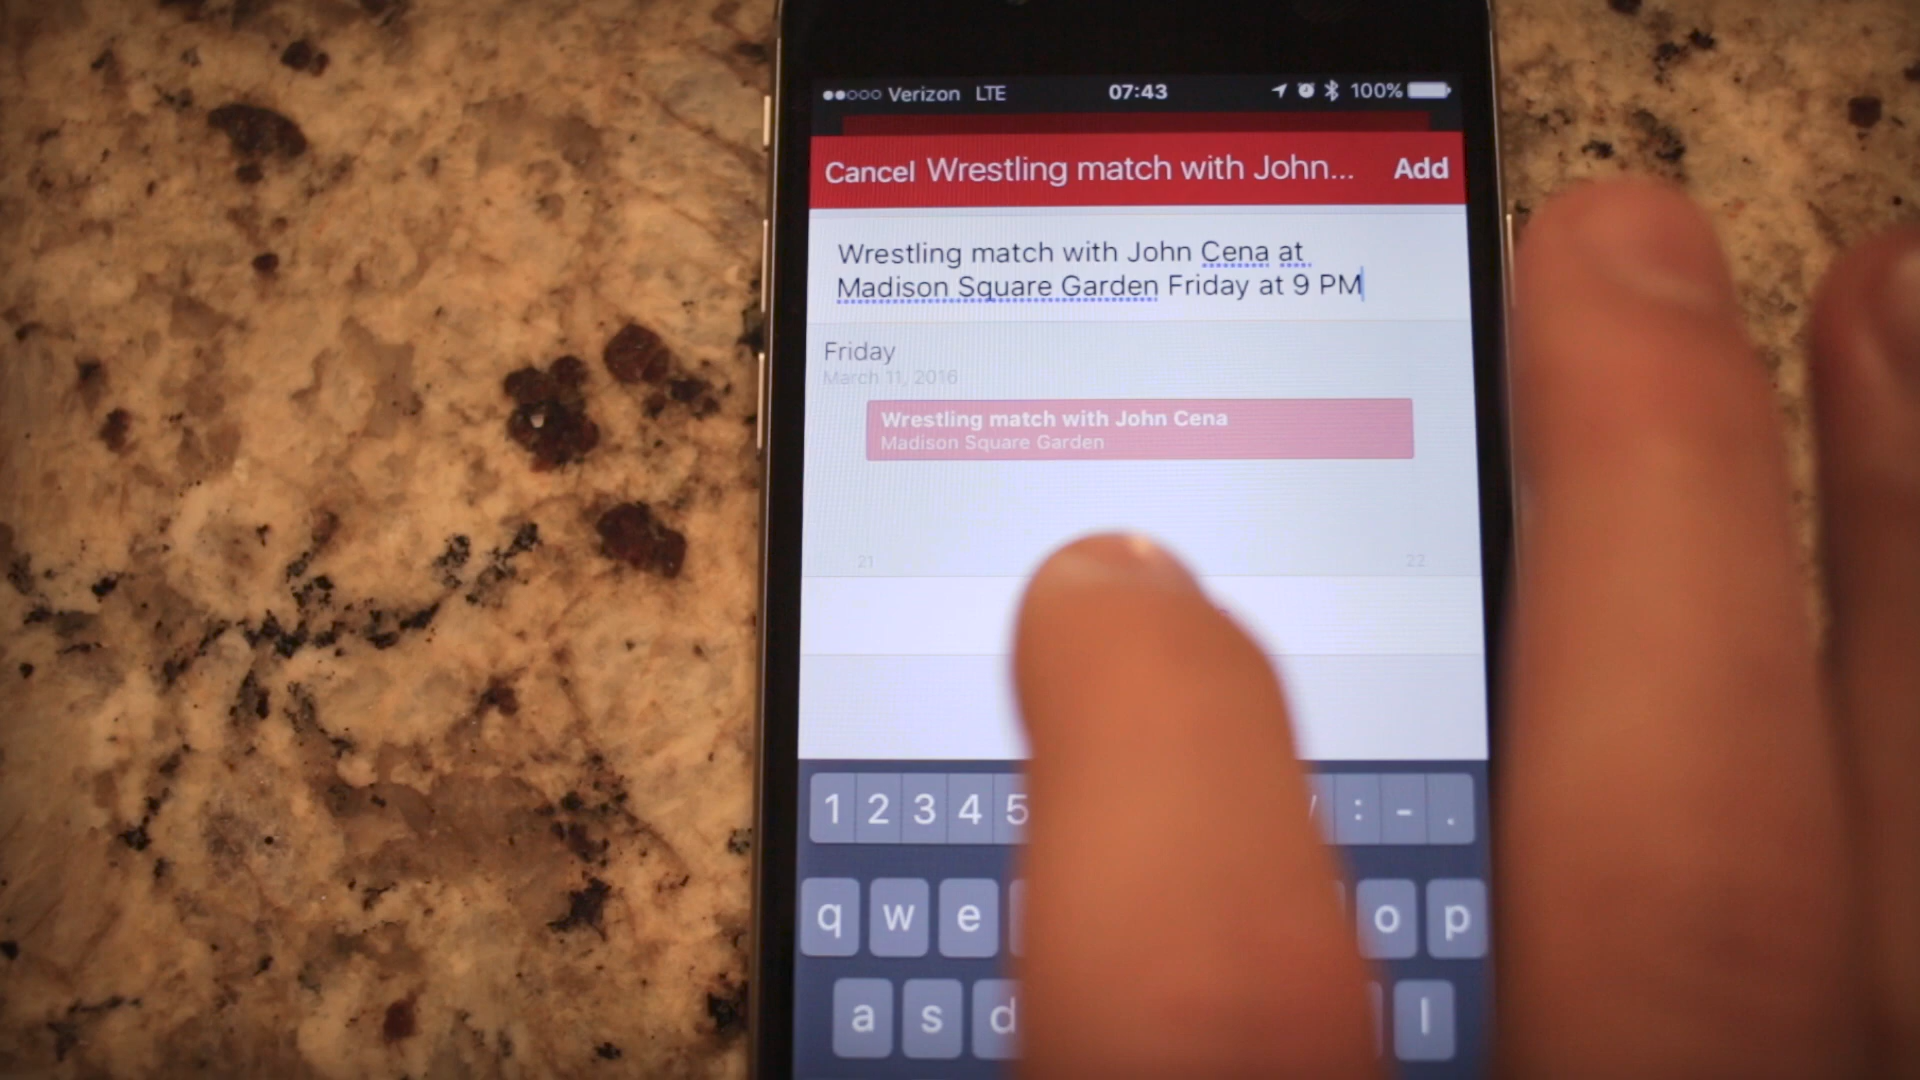 Verizon LTE 07:43 100%
Cancel Wrestling match with John... Add
Wrestling match with John Cena at
Madison Square Garden Friday at 9 PM
Friday
March 11, 2016
Wrestling match with John Cena
Madison Square Garden
21 22
1 2 3 4 5 : - .
q w e o p
a s d l